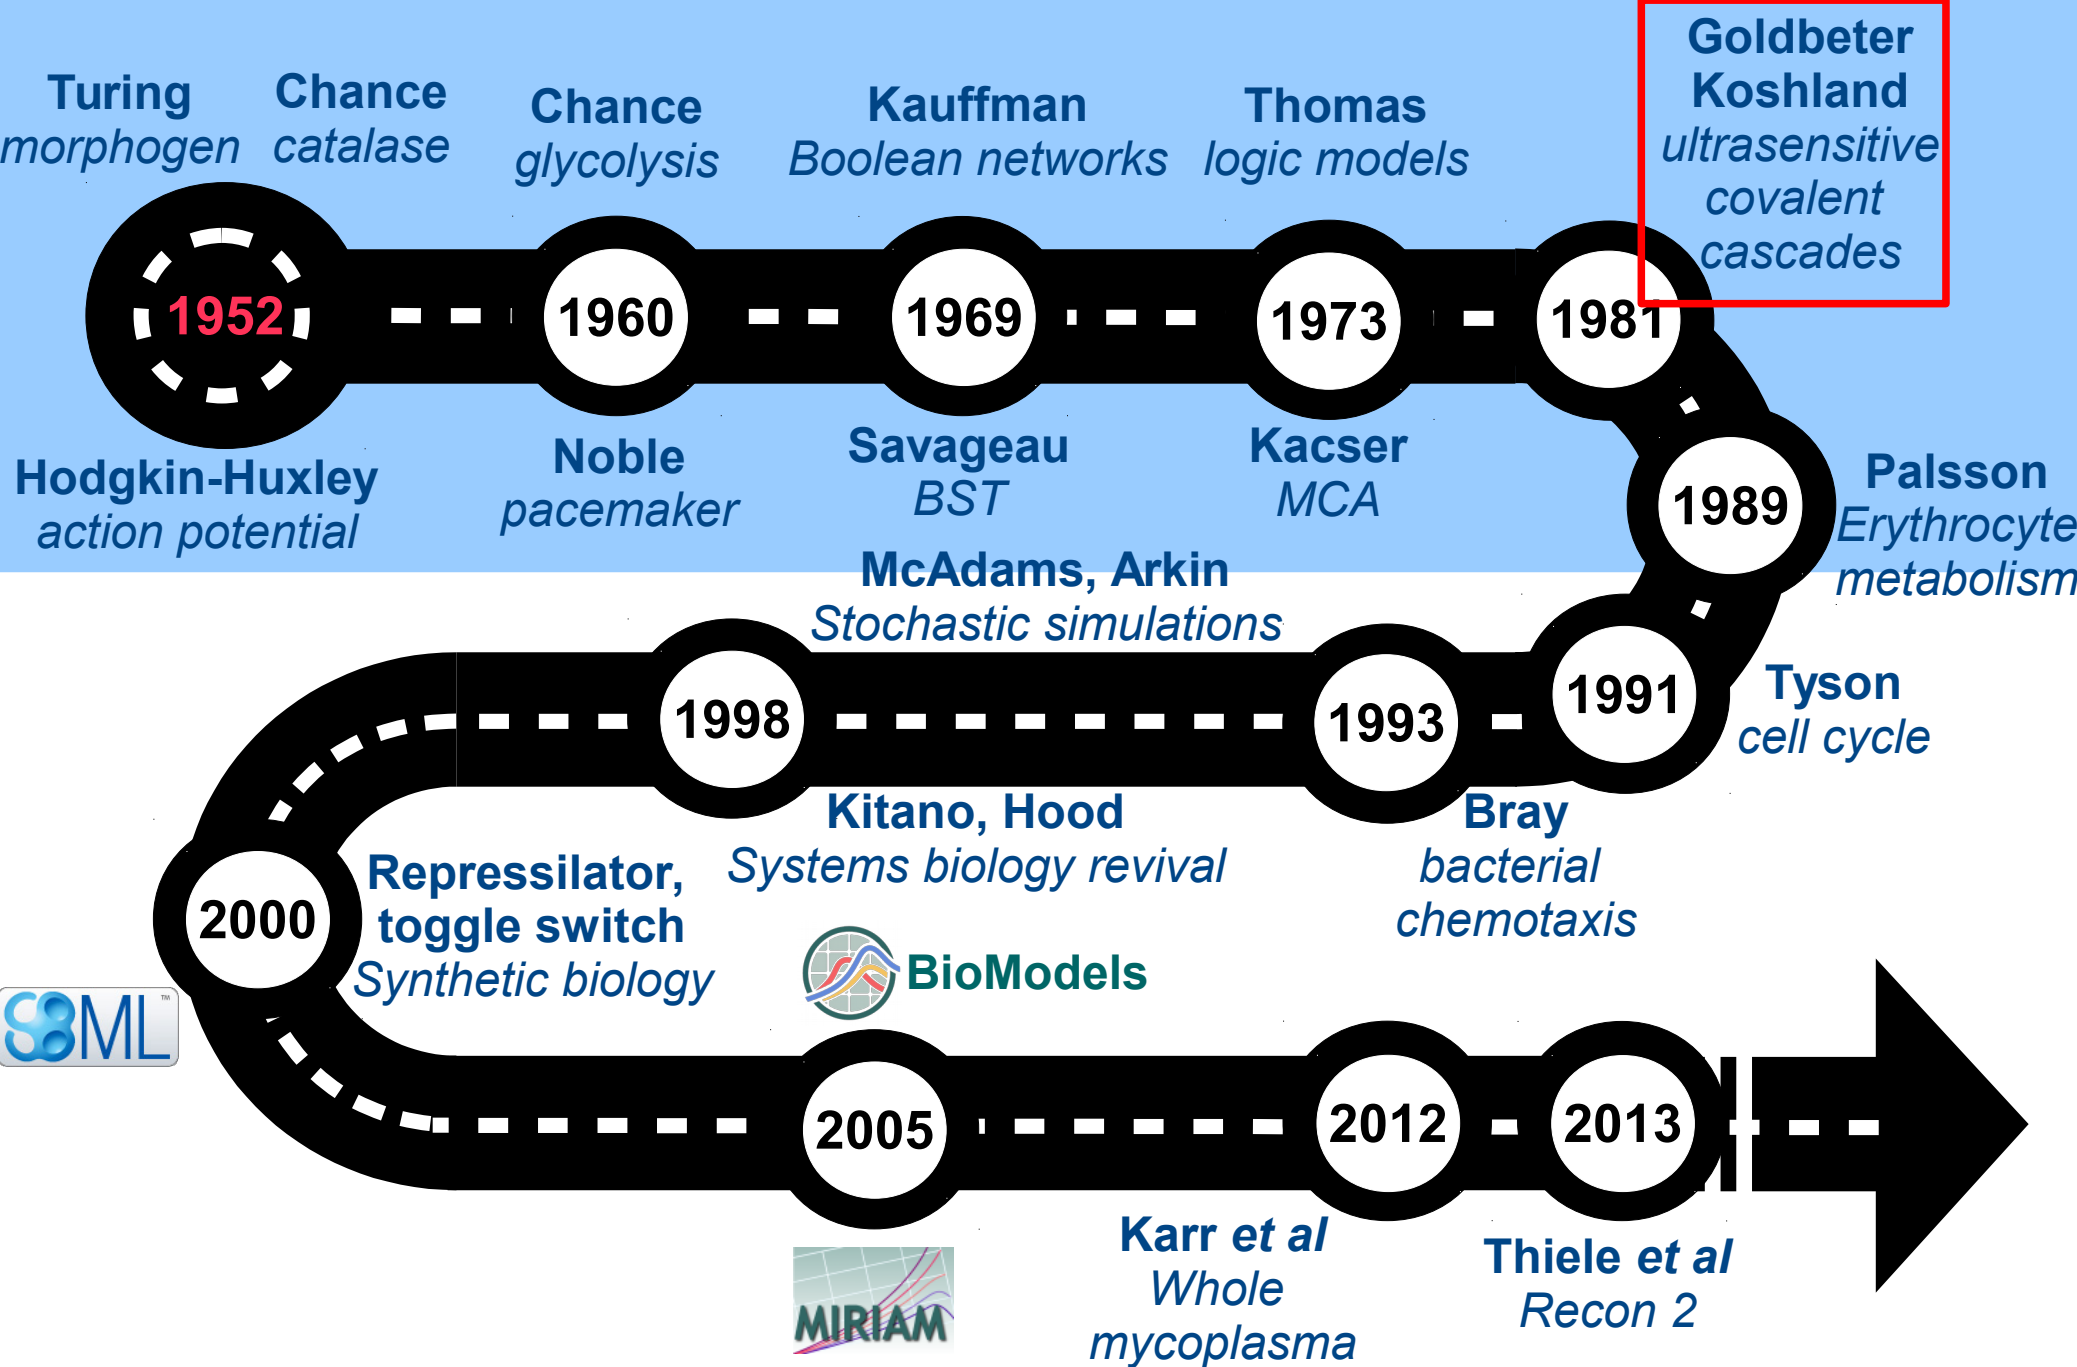 Turing
morphogen
Chance
catalase
Chance
glycolysis
Kauffman
Boolean networks
Thomas
logic models
Goldbeter
Koshland
ultrasensitive
covalent
cascades
1952
1960
1969
1973
1981
Hodgkin-Huxley
action potential
Noble
pacemaker
Savageau
BST
Kacser
MCA
1989
Palsson
Erythrocyte
metabolism
McAdams, Arkin
Stochastic simulations
1998
1993
1991
Tyson
cell cycle
Kitano, Hood
Systems biology revival
Bray
bacterial
chemotaxis
2000
Repressilator,
toggle switch
Synthetic biology
SBML™
BioModels
2005
2012
2013
MIRIAM
Karr et al
Whole
mycoplasma
Thiele et al
Recon 2